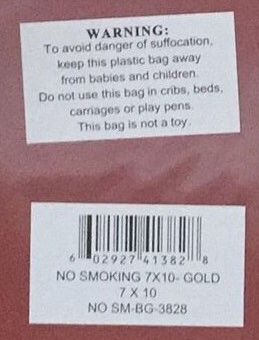 WARNING:
To avoid danger of suffocation,
keep this plastic bag away
from babies and children.
Do not use this bag in cribs, beds,
carriages or play pens.
This bag is not a toy.
6 02927 41382 8
NO SMOKING 7X10- GOLD
7 X 10
NO SM-BG-3828